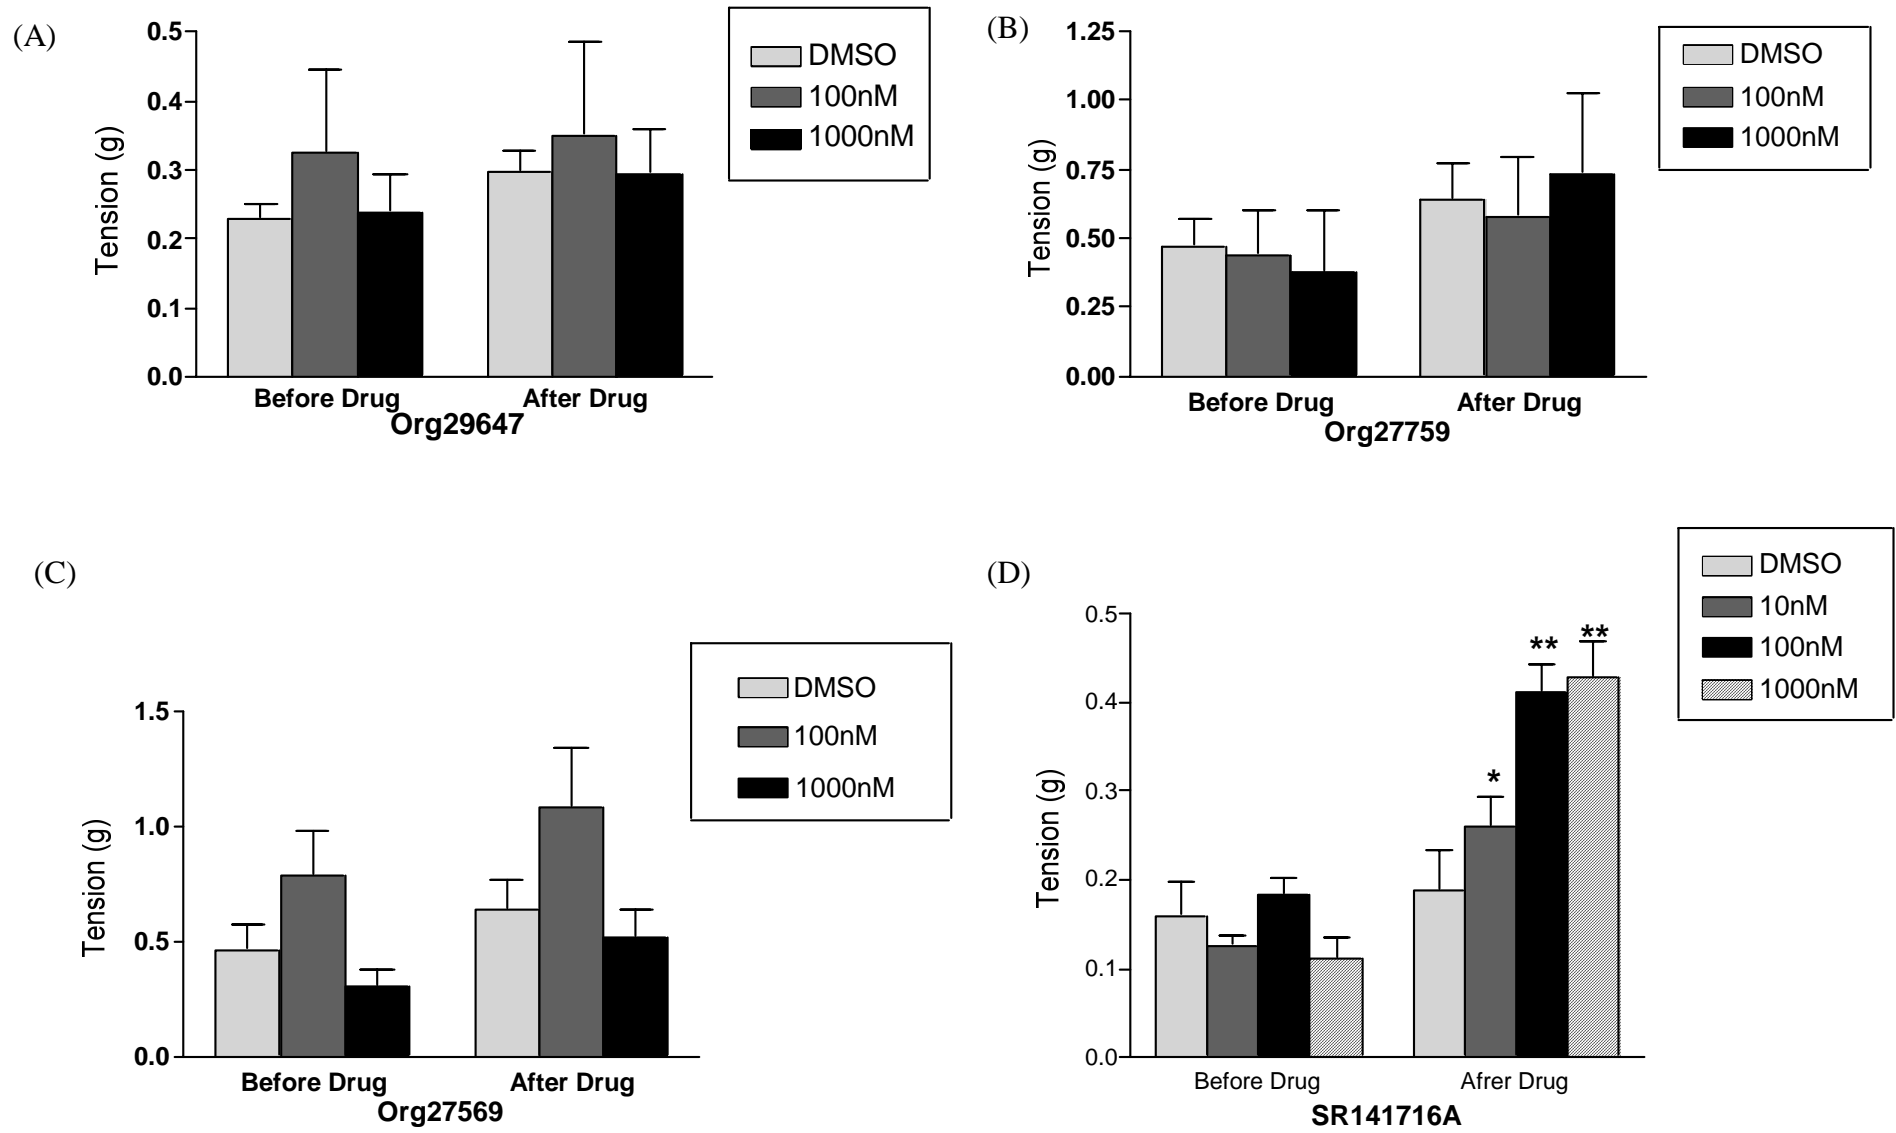 (A)
Tension (g)
0.5
0.4
0.3
0.2
0.1
0.0
Before Drug
After Drug
Org29647
DMSO
100nM
1000nM
(B)
Tension (g)
1.25
1.00
0.75
0.50
0.25
0.00
Before Drug
After Drug
Org27759
DMSO
100nM
1000nM
(C)
Tension (g)
1.5
1.0
0.5
0.0
Before Drug
After Drug
Org27569
DMSO
100nM
1000nM
(D)
Tension (g)
0.5
0.4
0.3
0.2
0.1
0.0
*
**
**
Before Drug
Afrer Drug
SR141716A
DMSO
10nM
100nM
1000nM